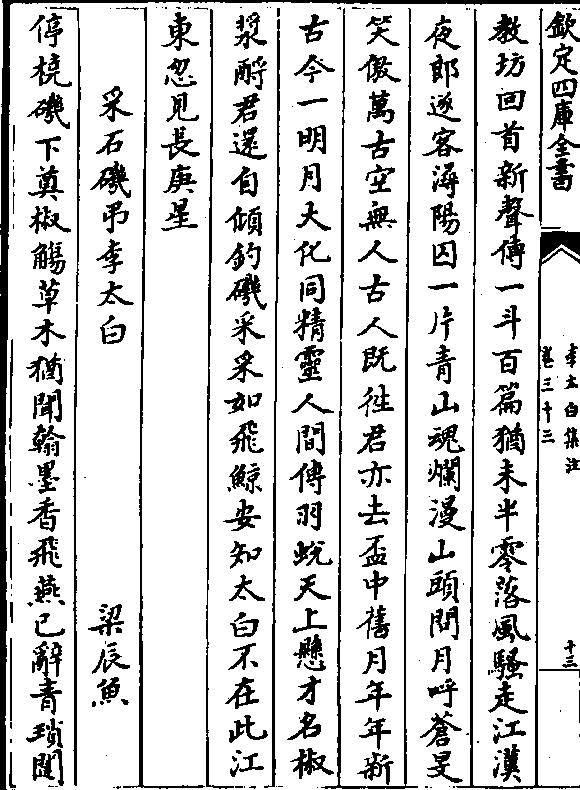 欽定四庫全書
李太白集注
卷三十三
十三
教坊回首新聲傳一斗百篇猶未半零落風騷走江漢
夜郎逐客潯陽囚一片青山魂爛漫山頭問月呼蒼旻
笑傲萬古空無人古人既徃君亦去盃中舊月年年新
古今一明月大化同精靈人間傳羽蛻天上懸才名椒
漿酹君還自傾釣磯采采如飛鯨安知太白不在此江
東忽見長庚星
采石磯弔李太白
梁辰魚
停橈磯下奠椒觴草木猶聞翰墨香飛燕已辭青瑣闥